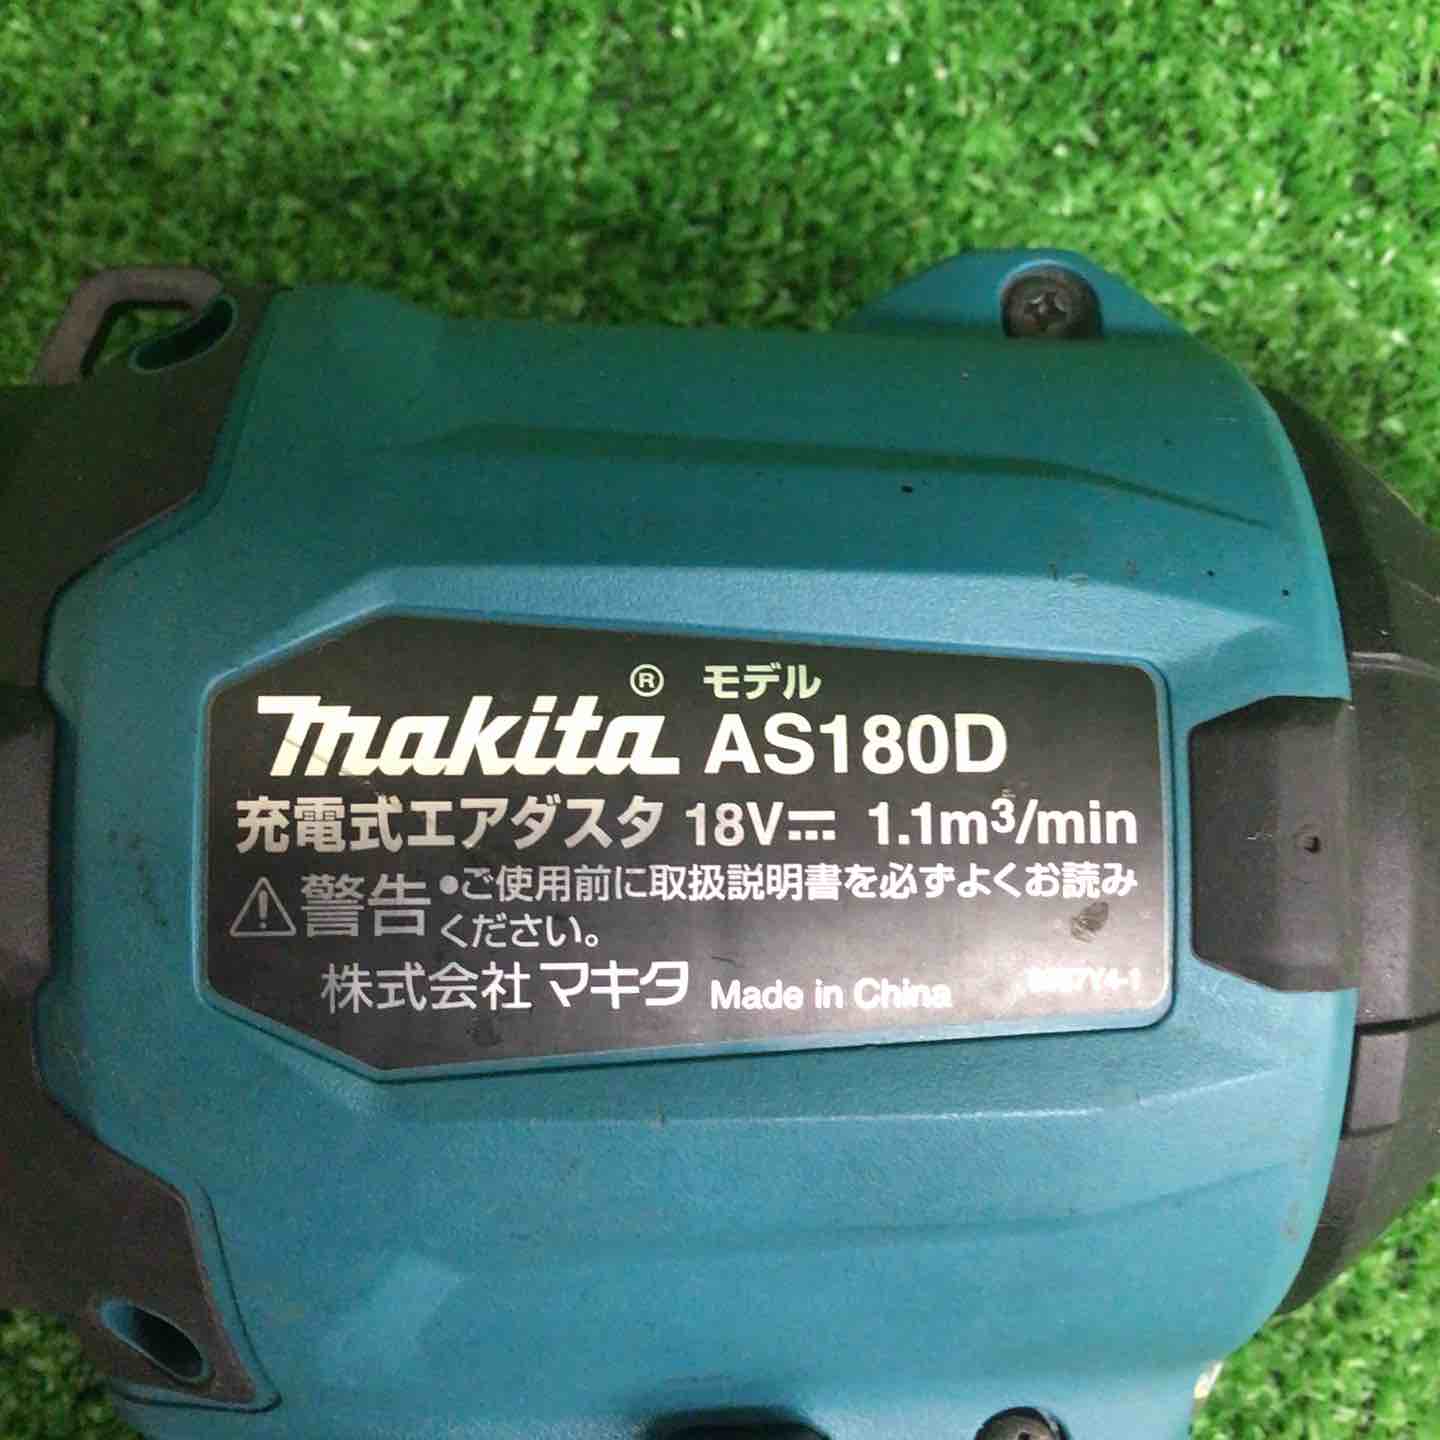 makita® モデル AS180D
充電式エアダスタ 18V⎓ 1.1m³/min
⚠警告 ●ご使用前に取扱説明書を必ずよくお読み
ください。
株式会社マキタ Made in China